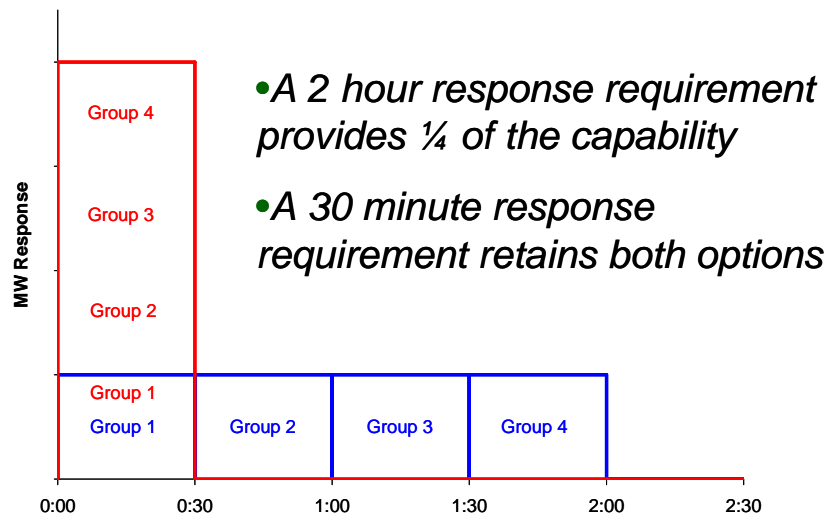 •A 2 hour response requirement
provides ¼ of the capability
•A 30 minute response
requirement retains both options
MW Response
Group 4
Group 3
Group 2
Group 1
Group 1
Group 2
Group 3
Group 4
0:00
0:30
1:00
1:30
2:00
2:30